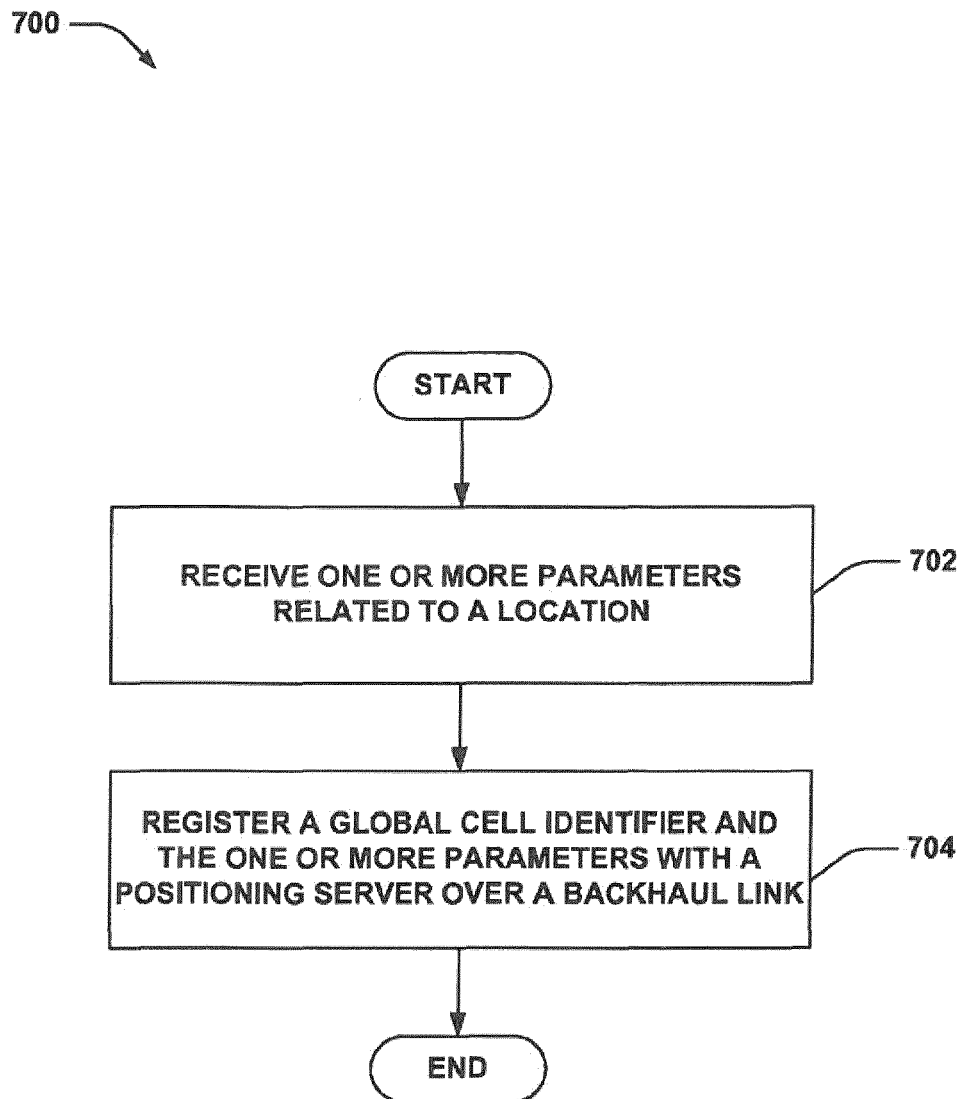 700
START
RECEIVE ONE OR MORE PARAMETERS
RELATED TO A LOCATION
702
REGISTER A GLOBAL CELL IDENTIFIER AND
THE ONE OR MORE PARAMETERS WITH A
POSITIONING SERVER OVER A BACKHAUL LINK
704
END